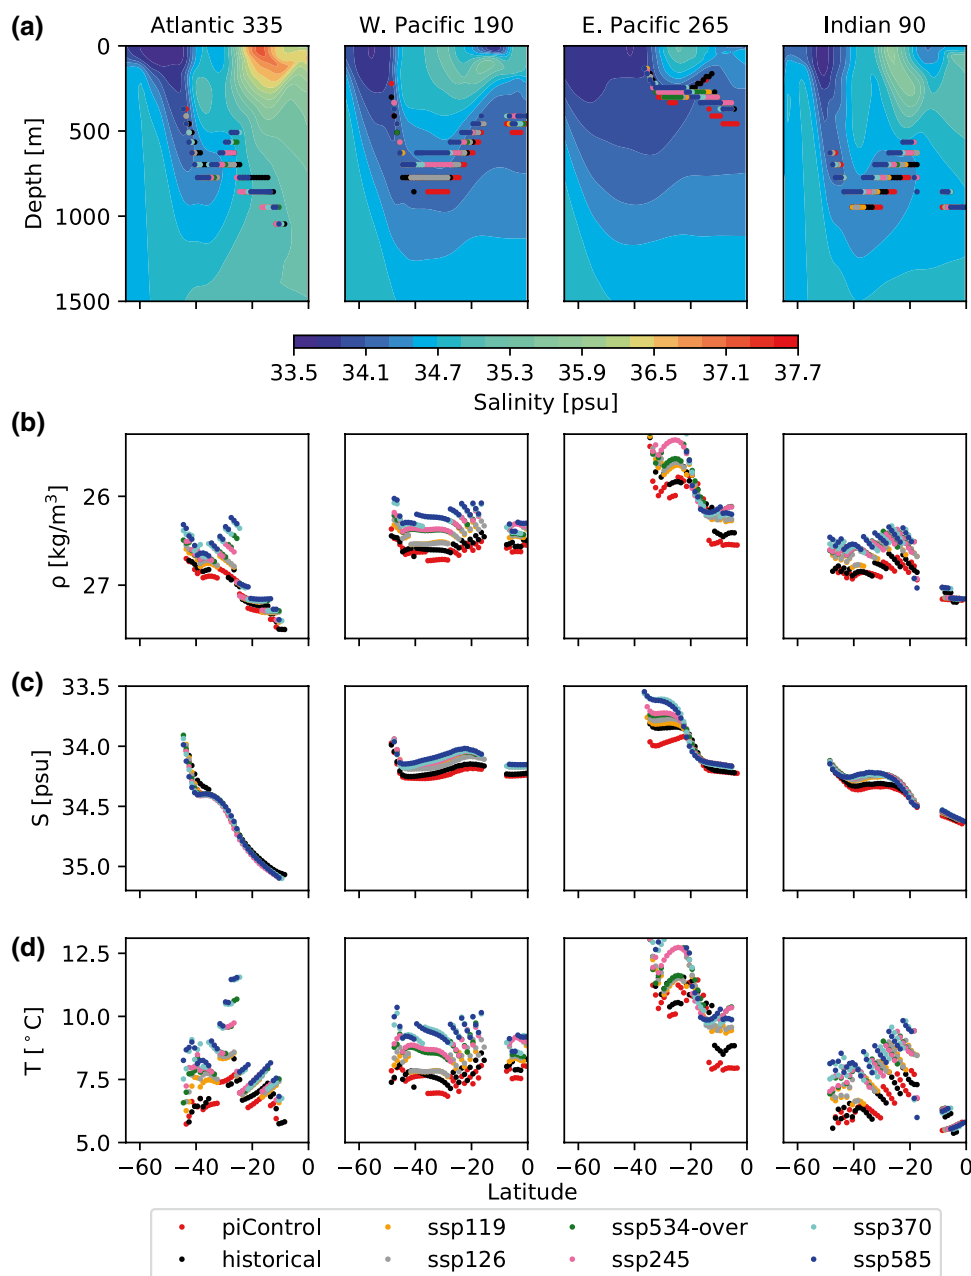 (a) Atlantic 335 W. Pacific 190 E. Pacific 265 Indian 90
0
500
1000
1500
Depth [m]
33.5 34.1 34.7 35.3 35.9 36.5 37.1 37.7
Salinity [psu]
(b)
26
27
ρ [kg/m³]
(c)
33.5
34.0
34.5
35.0
S [psu]
(d)
12.5
10.0
7.5
5.0
T [°C]
−60 −40 −20 0 −60 −40 −20 0 −60 −40 −20 0 −60 −40 −20 0
Latitude
piControl ssp119 ssp534-over ssp370
historical ssp126 ssp245 ssp585